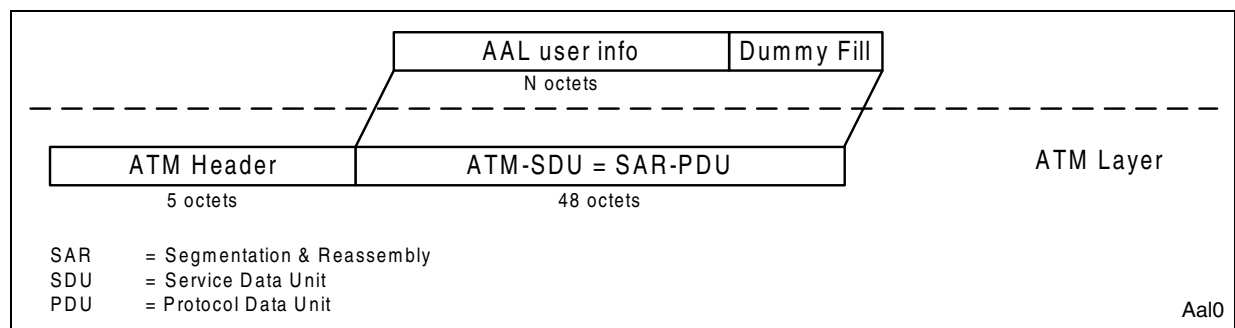 AAL user info Dummy Fill
N octets
ATM Header ATM-SDU = SAR-PDU ATM Layer
5 octets 48 octets
SAR = Segmentation & Reassembly
SDU = Service Data Unit
PDU = Protocol Data Unit
Aal0